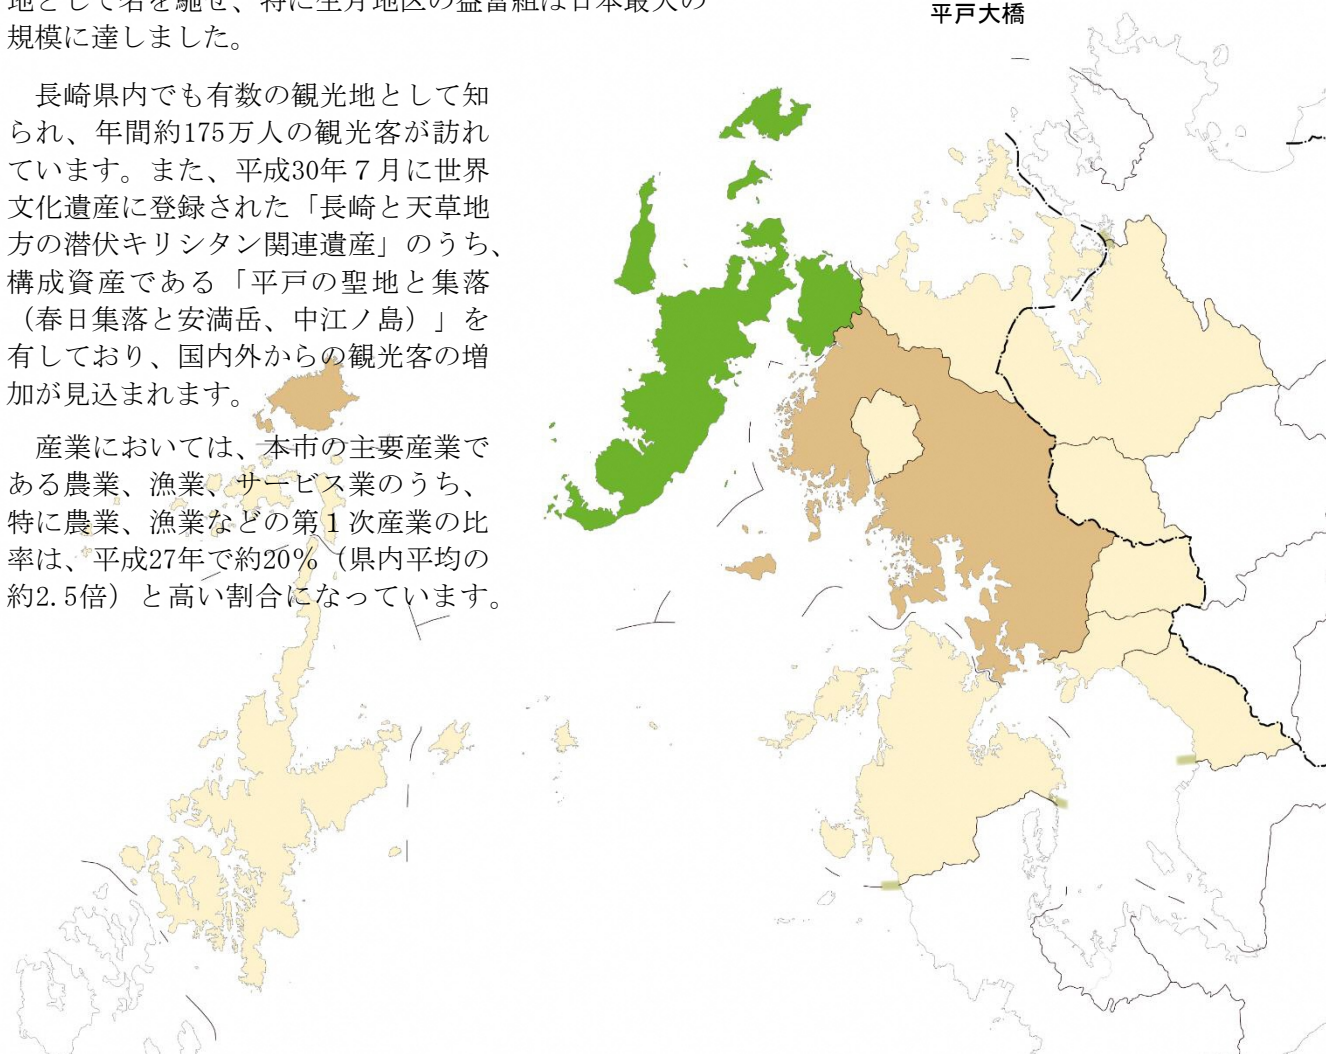 地として名を馳せ、特に生月地区の益冨組は日本最大の
規模に達しました。
長崎県内でも有数の観光地として知
られ、年間約175万人の観光客が訪れ
ています。また、平成30年７月に世界
文化遺産に登録された「長崎と天草地
方の潜伏キリシタン関連遺産」のうち、
構成資産である「平戸の聖地と集落
（春日集落と安満岳、中江ノ島）」を
有しており、国内外からの観光客の増
加が見込まれます。
産業においては、本市の主要産業で
ある農業、漁業、サービス業のうち、
特に農業、漁業などの第１次産業の比
率は、平成27年で約20％（県内平均の
約2.5倍）と高い割合になっています。
平戸大橋